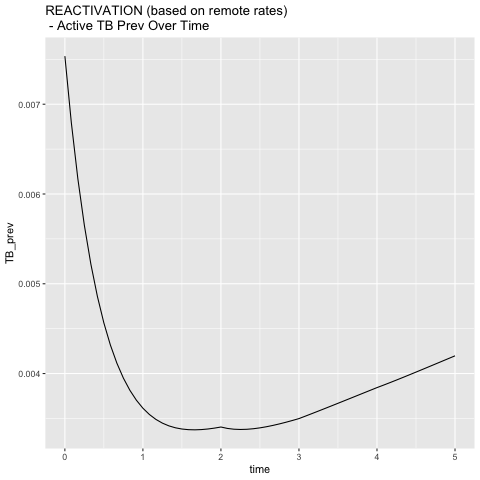 REACTIVATION (based on remote rates)
- Active TB Prev Over Time
TB_prev
0.007
0.006
0.005
0.004
0 1 2 3 4 5
time